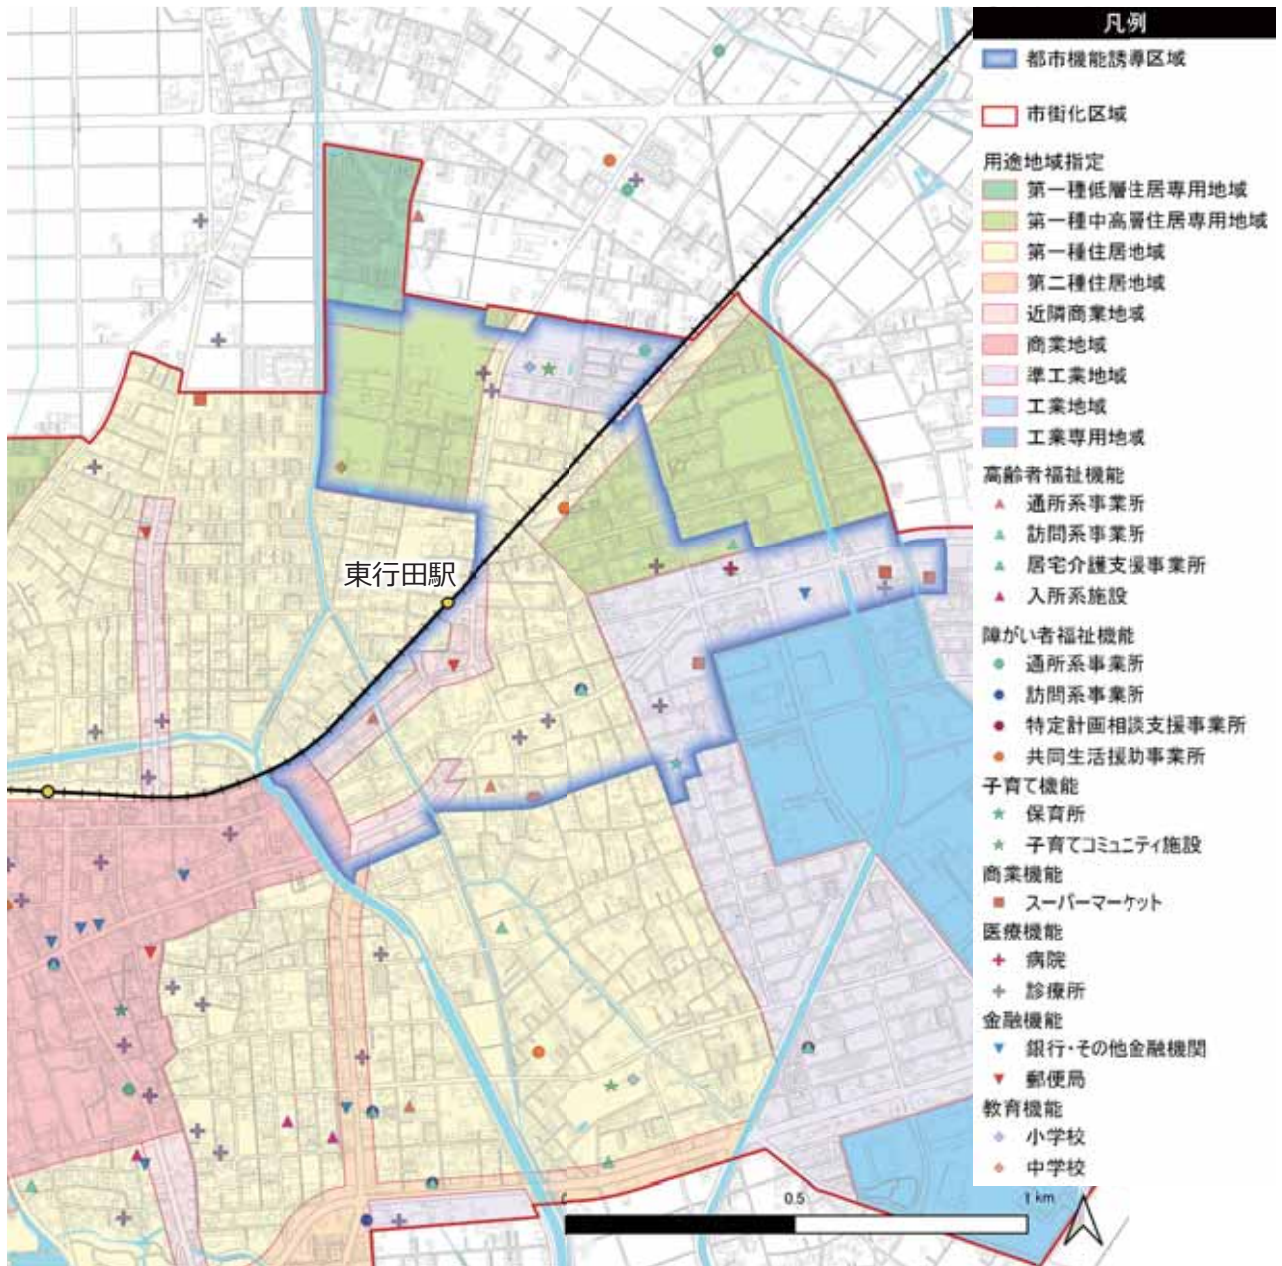 凡例
都市機能誘導区域
市街化区域
用途地域指定
第一種低層住居専用地域
第一種中高層住居専用地域
第一種住居地域
第二種住居地域
近隣商業地域
商業地域
準工業地域
工業地域
工業専用地域
高齢者福祉機能
通所系事業所
訪問系事業所
居宅介護支援事業所
入所系施設
障がい者福祉機能
通所系事業所
訪問系事業所
特定計画相談支援事業所
共同生活援助事業所
子育て機能
保育所
子育てコミュニティ施設
商業機能
スーパーマーケット
医療機能
病院
診療所
金融機能
銀行・その他金融機関
郵便局
教育機能
小学校
中学校
東行田駅
0 0.5 1 km